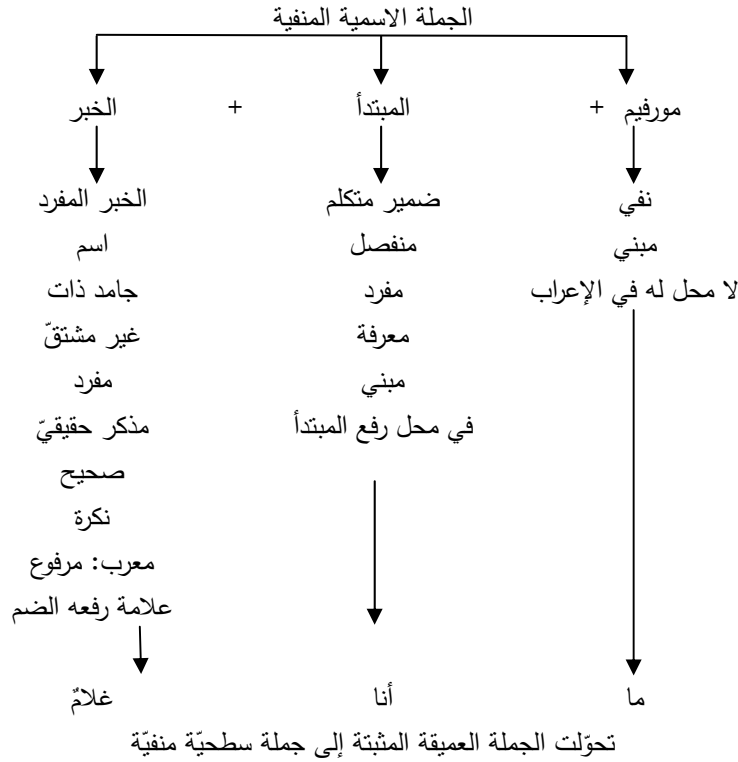 الجملة الاسمية المنفية
مورفيم + المبتدأ + الخبر
نفي ضمير متكلم الخبر المفرد
مبني منفصل اسم
لا محل له في الإعراب مفرد جامد ذات
معرفة غير مشتقّ
مبني مفرد
في محل رفع المبتدأ مذكر حقيقيّ
صحيح
نكرة
معرب: مرفوع
علامة رفعه الضم
ما أنا غلامٌ
تحوّلت الجملة العميقة المثبتة إلى جملة سطحيّة منفيّة